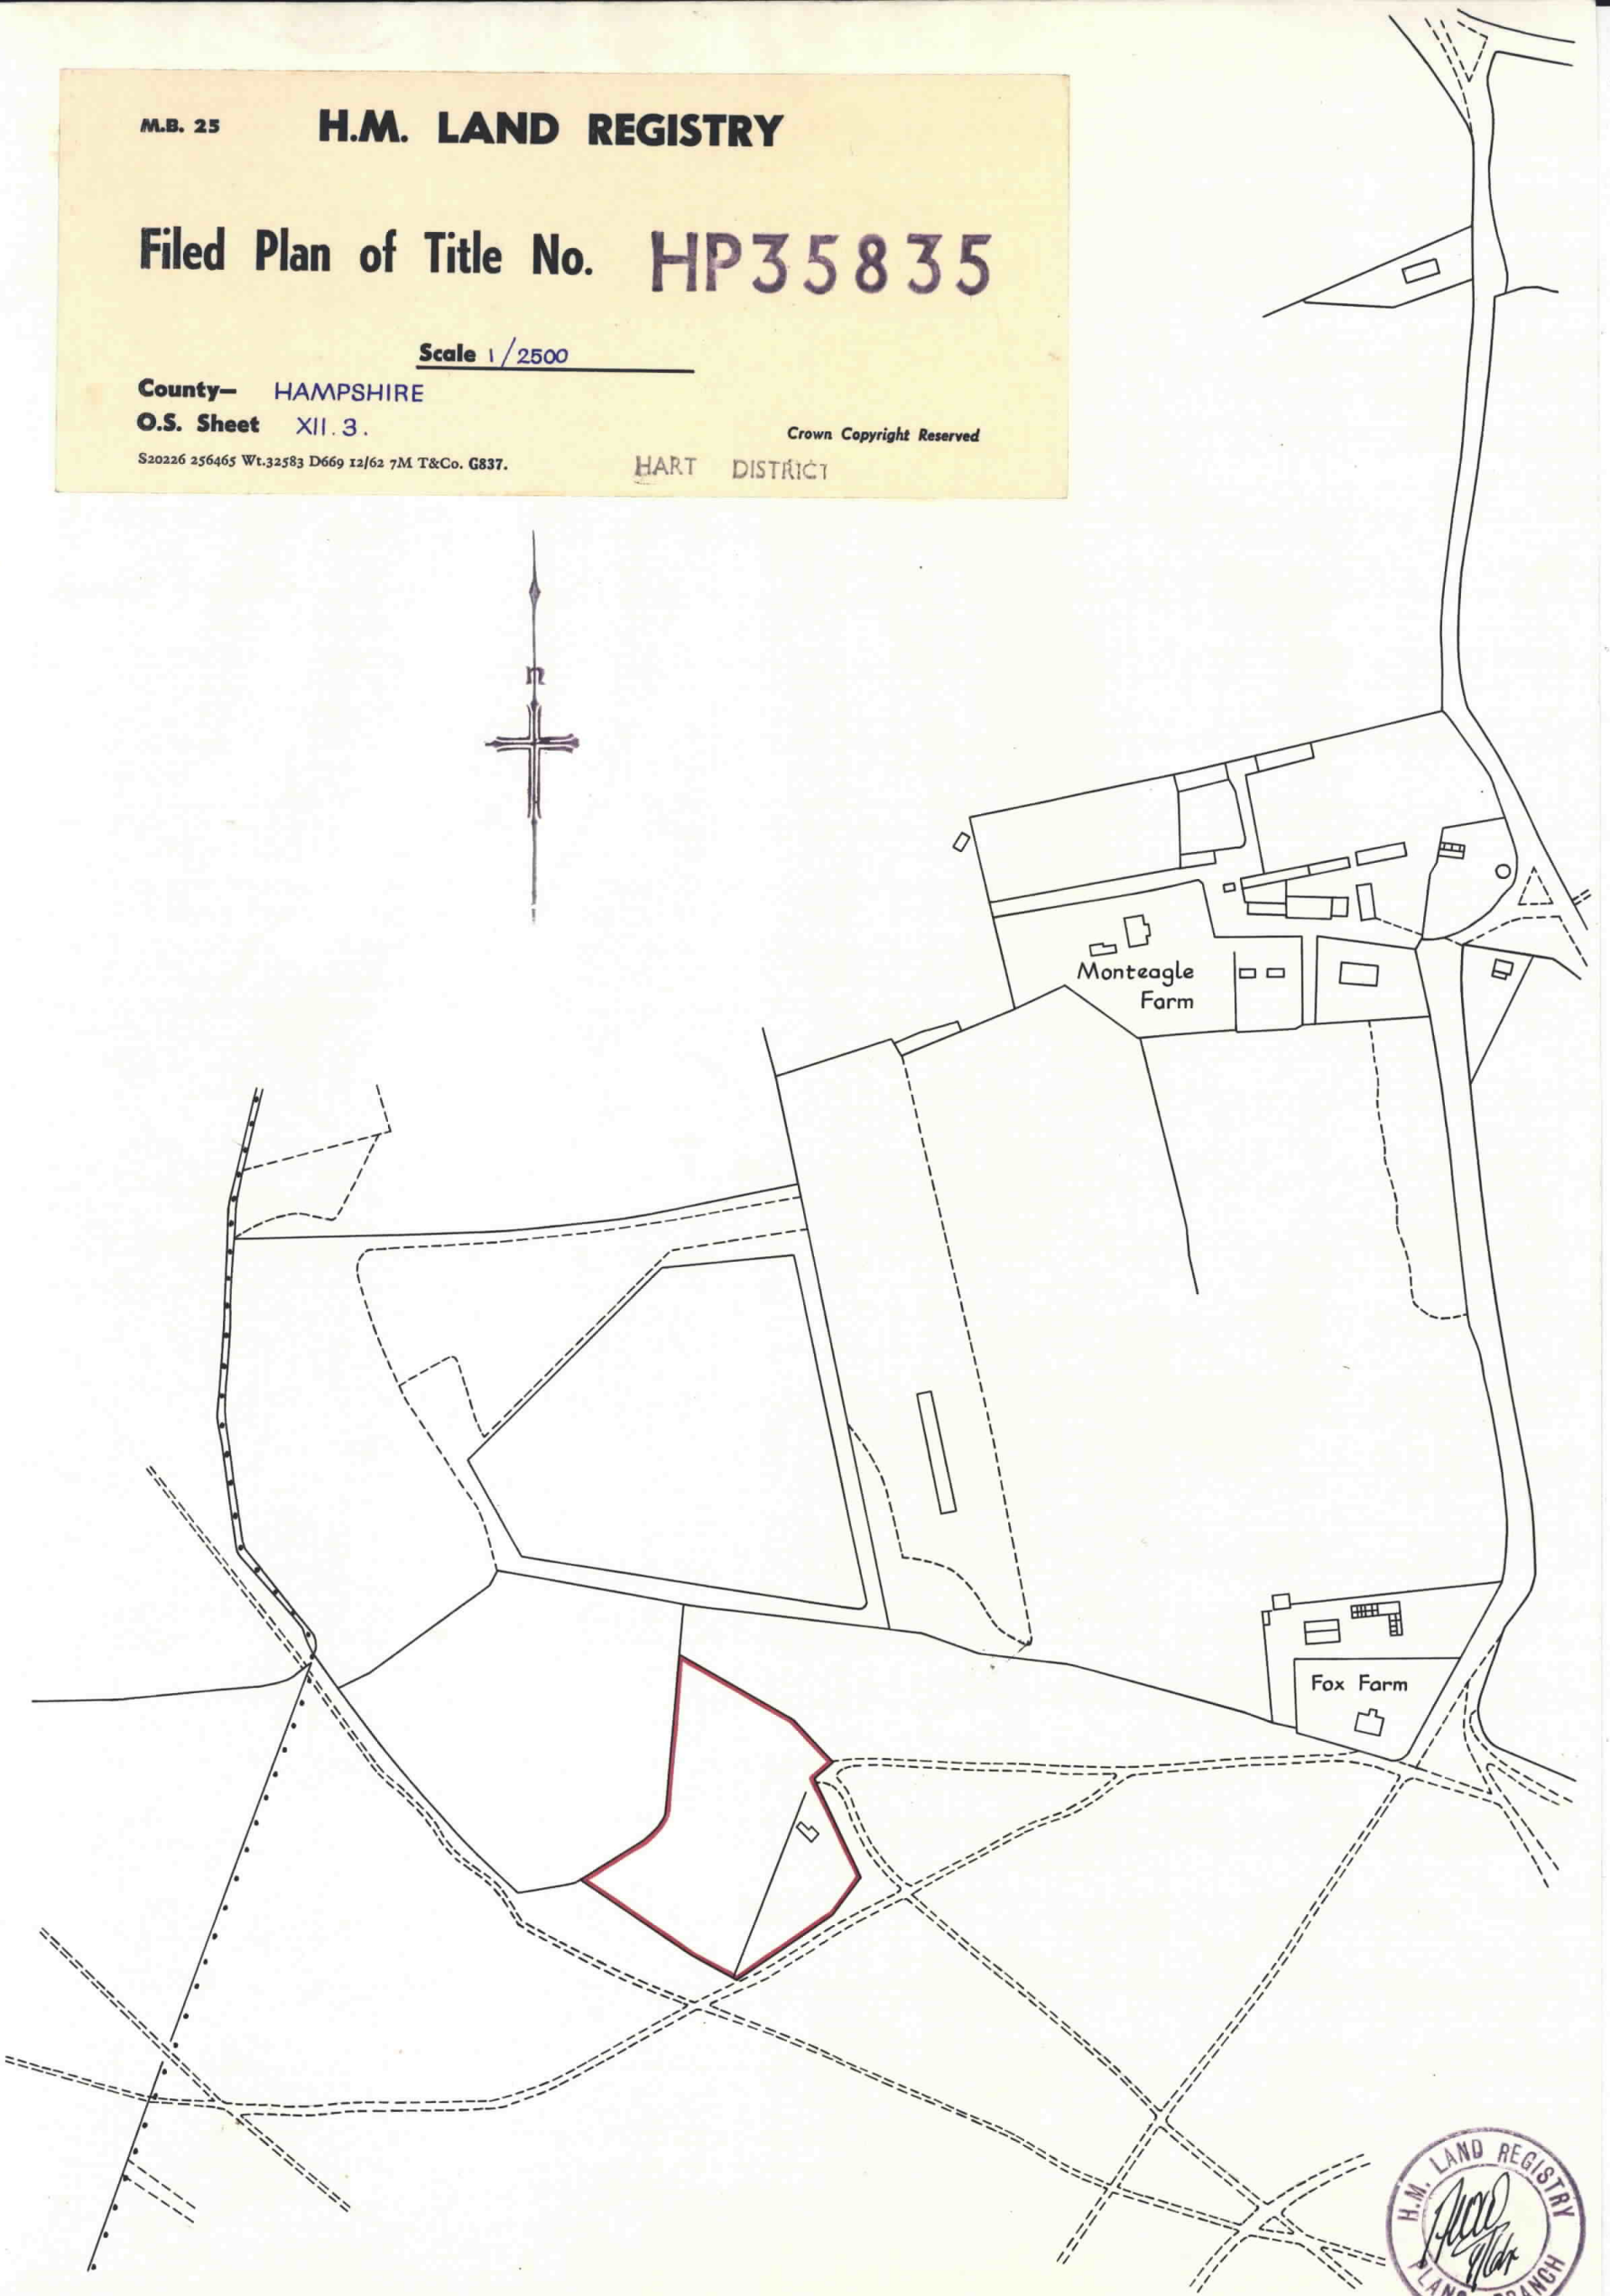 M.B. 25 H.M. LAND REGISTRY
Filed Plan of Title No. HP35835
Scale 1/2500
County— HAMPSHIRE
O.S. Sheet XII.3.
Crown Copyright Reserved
S20226 256465 Wt.32583 D669 12/62 7M T&Co. G837.
HART DISTRICT
n
Monteagle
Farm
Fox Farm
H.M. LAND REGISTRY